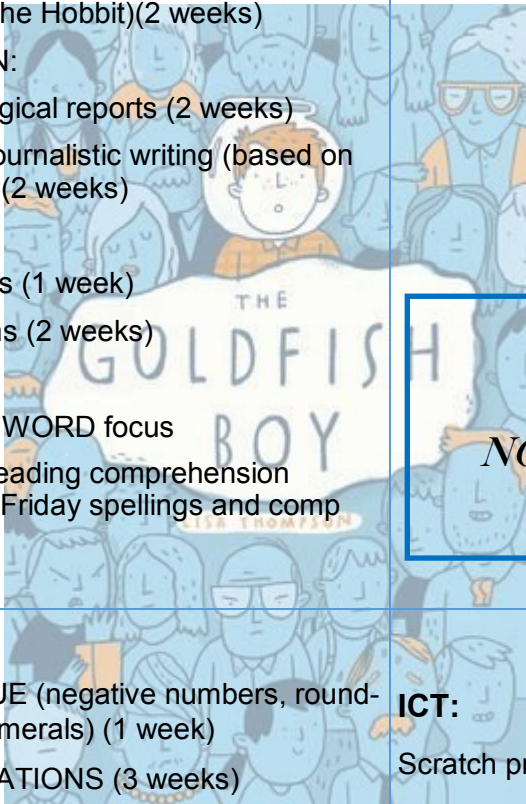 he Hobbit)(2 weeks)
N:
gical reports (2 weeks)
ournalistic writing (based on
(2 weeks)
s (1 week)
ns (2 weeks)
WORD focus
eading comprehension
Friday spellings and comp
THE
GOLDFISH
BOY
LISA THOMPSON
NO
UE (negative numbers, round-
merals) (1 week)
ATIONS (3 weeks)
ICT:
Scratch pr